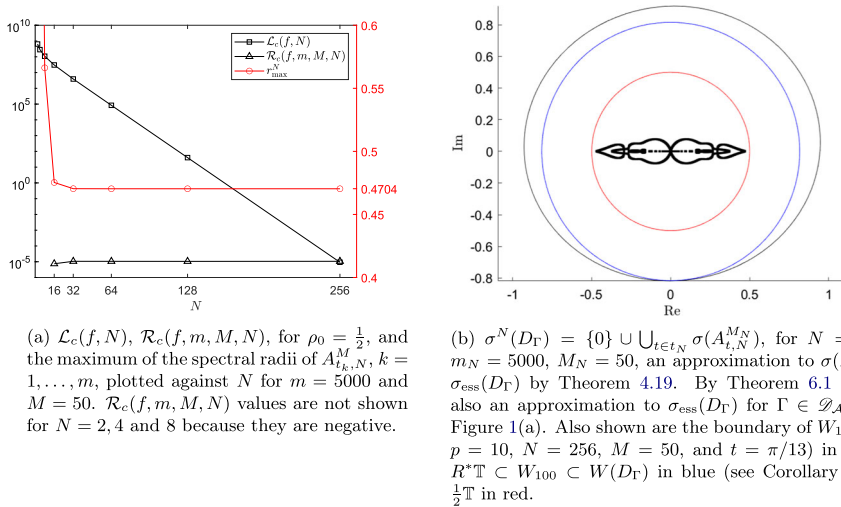 10^10
10^5
10^0
10^-5
0.6
0.55
0.5
0.4704
0.45
0.4
L_c(f, N)
R_c(f, m, M, N)
r^N_max
16 32 64 128 256
N
0.8
0.6
0.4
0.2
0
-0.2
-0.4
-0.6
-0.8
Im
-1 -0.5 0 0.5 1
Re
(a) L_c(f, N), R_c(f, m, M, N), for ρ_0 = 1/2, and
the maximum of the spectral radii of A^M_{t_k,N}, k =
1, . . . , m, plotted against N for m = 5000 and
M = 50. R_c(f, m, M, N) values are not shown
for N = 2, 4 and 8 because they are negative.
(b) σ^N(D_Γ) = {0} ∪ ⋃_{t∈t_N} σ(A^{M_N}_{t,N}), for N =
m_N = 5000, M_N = 50, an approximation to σ(
σ_ess(D_Γ) by Theorem 4.19. By Theorem 6.1
also an approximation to σ_ess(D_Γ) for Γ ∈ 𝒟_𝒜
Figure 1(a). Also shown are the boundary of W_1
p = 10, N = 256, M = 50, and t = π/13) in
R*𝕋 ⊂ W_100 ⊂ W(D_Γ) in blue (see Corollary
1/2𝕋 in red.